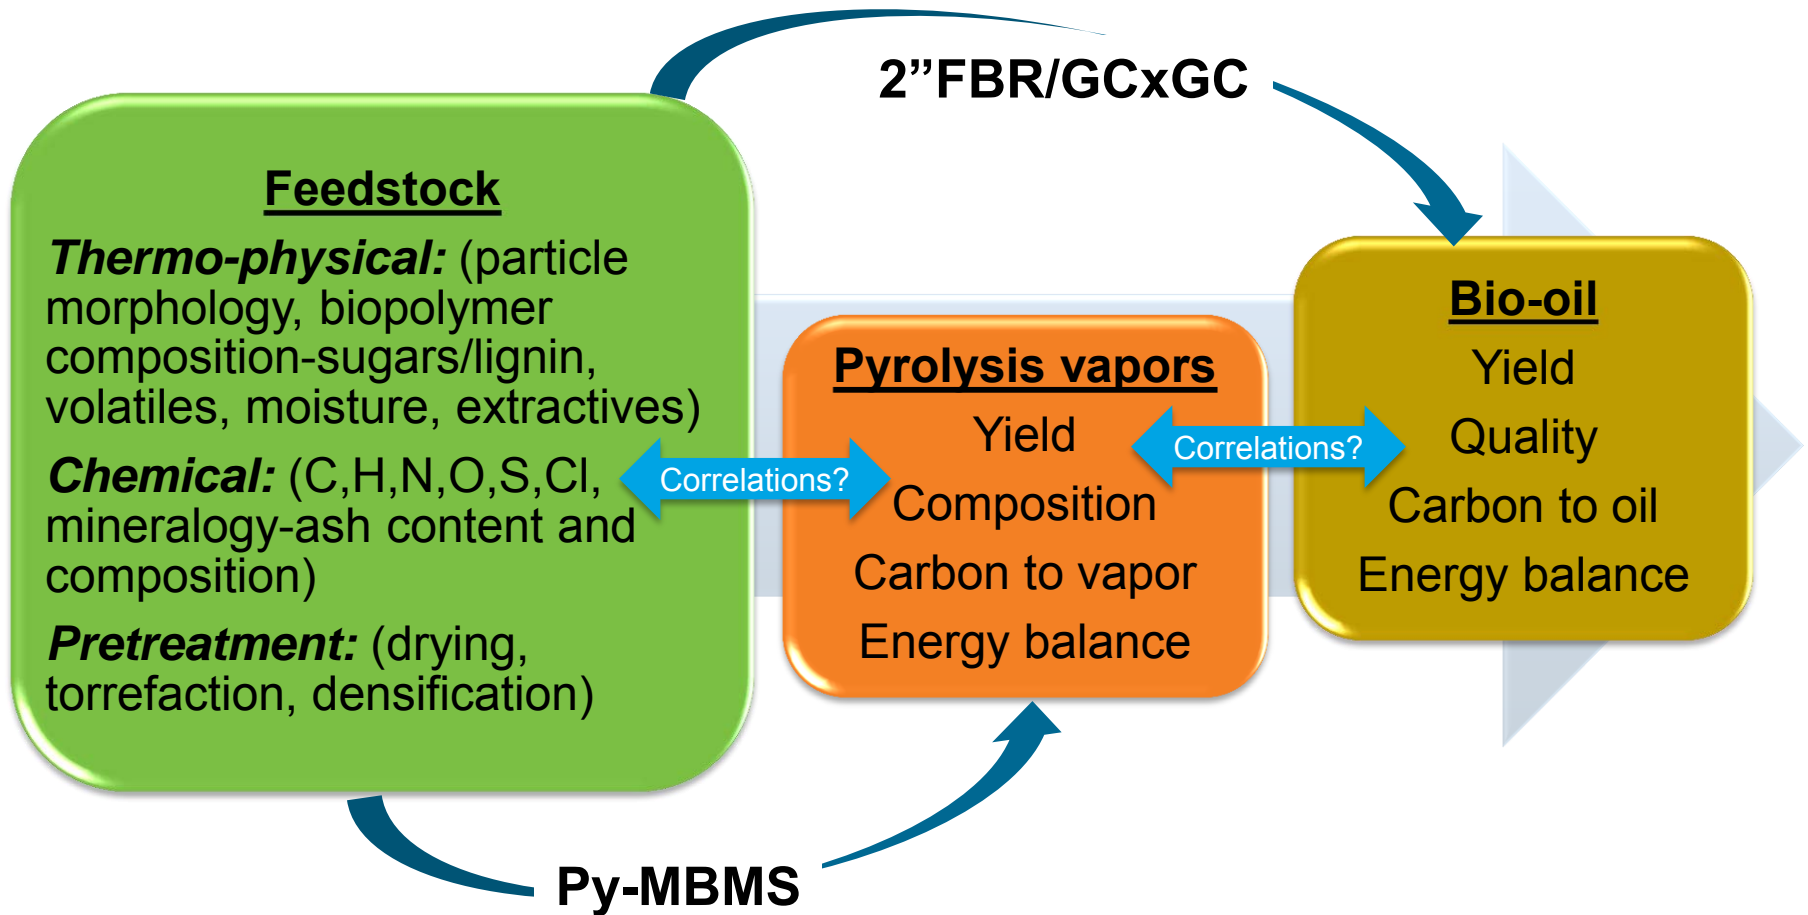 2”FBR/GCxGC
Feedstock
Thermo-physical: (particle
morphology, biopolymer
composition-sugars/lignin,
volatiles, moisture, extractives)
Chemical: (C,H,N,O,S,Cl,
mineralogy-ash content and
composition)
Pretreatment: (drying,
torrefaction, densification)
Correlations?
Pyrolysis vapors
Yield
Composition
Carbon to vapor
Energy balance
Correlations?
Bio-oil
Yield
Quality
Carbon to oil
Energy balance
Py-MBMS